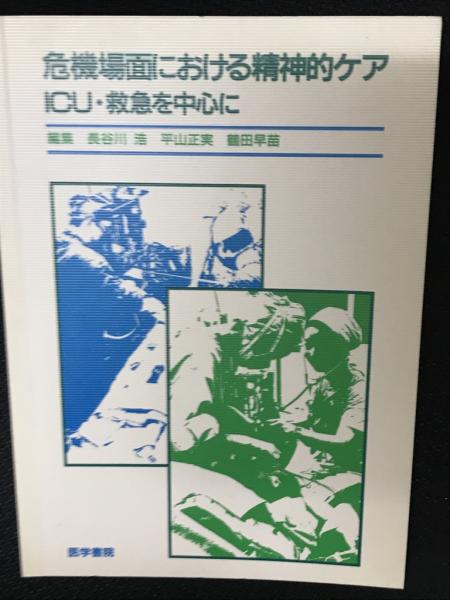 危機場面における精神的ケア
ICU・救急を中心に
編集 長谷川 浩 平山正実 鶴田早苗
医学書院